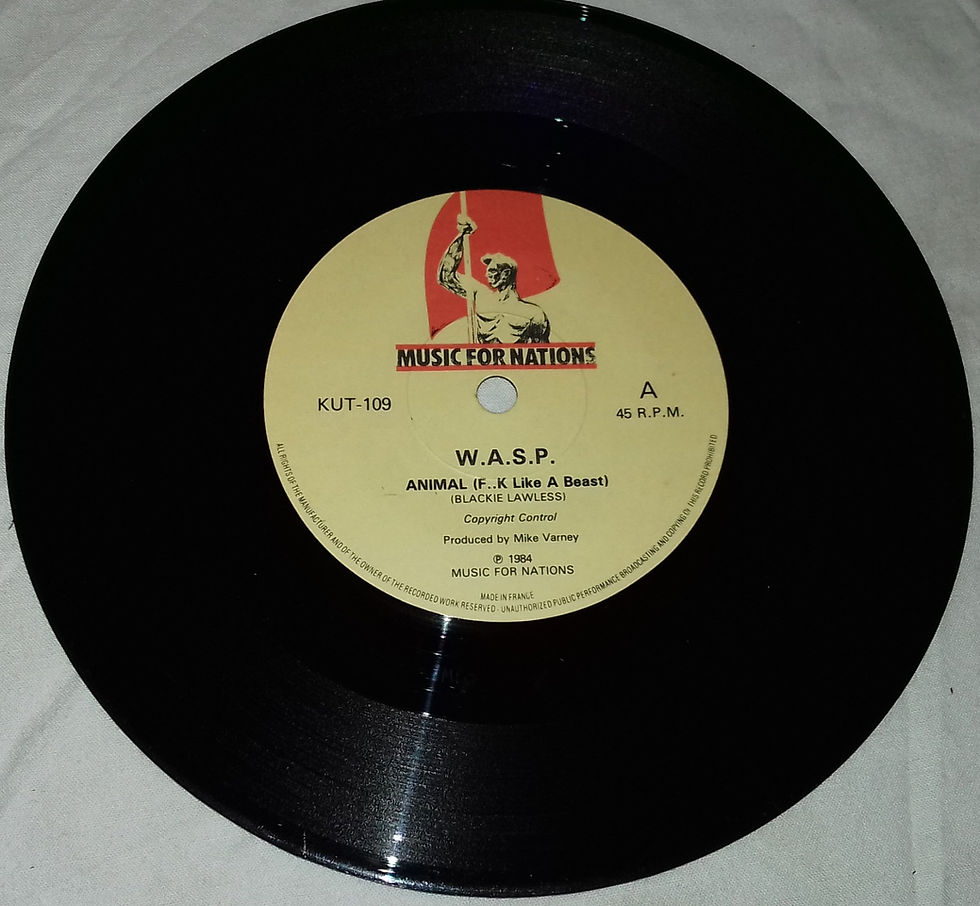 MUSIC FOR NATIONS
KUT-109
A
45 R.P.M.
W.A.S.P.
ANIMAL (F..K Like A Beast)
(BLACKIE LAWLESS)
Copyright Control
Produced by Mike Varney
℗ 1984
MUSIC FOR NATIONS
MADE IN FRANCE
ALL RIGHTS OF THE MANUFACTURER AND OF THE OWNER OF THE RECORDED WORK RESERVED - UNAUTHORIZED PUBLIC PERFORMANCE BROADCASTING AND COPYING OF THIS RECORD PROHIBITED